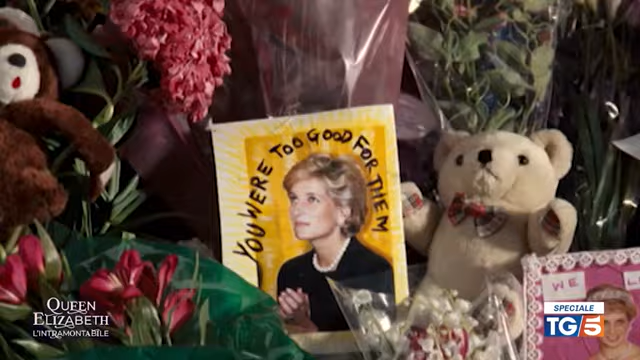 YOU WERE TOO GOOD FOR THEM
WE
QUEEN
ELIZABETH
L'INTRAMONTABILE
SPECIALE
TG5